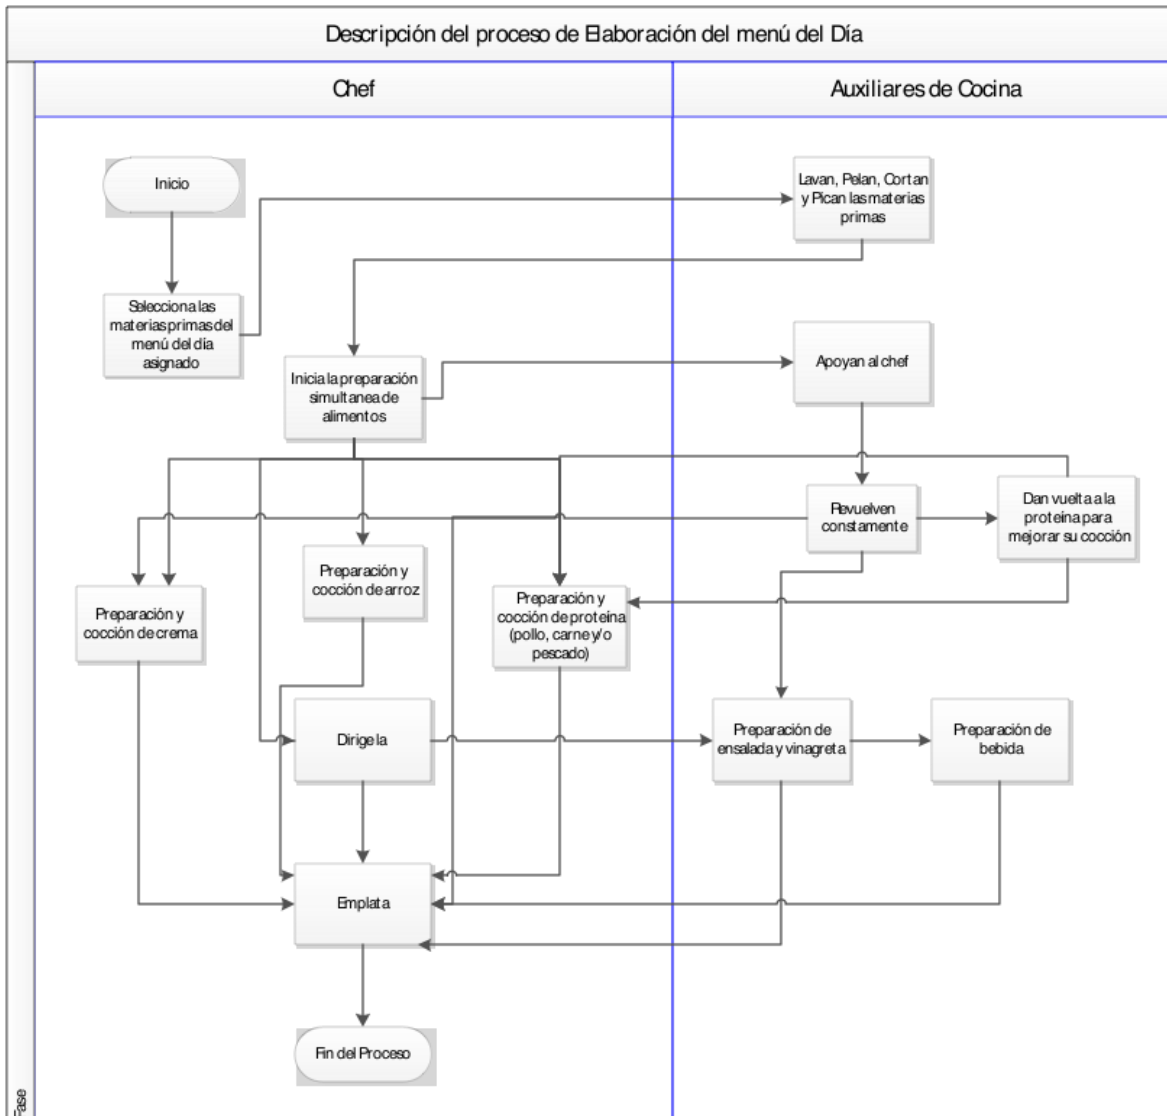 Descripción del proceso de Elaboración del menú del Día
Chef
Auxiliares de Cocina
Inicio
Lavan, Pelan, Cortan
y Pican las materias
primas
Selecciona las
materias primas del
menú del día
asignado
Inicia la preparación
simultanea de
alimentos
Apoyan al chef
Revuelven
constamente
Dan vuelta a la
proteína para
mejorar su cocción
Preparación y
cocción de crema
Preparación y
cocción de arroz
Preparación y
cocción de proteína
(pollo, carne y/o
pescado)
Dirige la
Preparación de
ensalada y vinagreta
Preparación de
bebida
Emplata
Fin del Proceso
Fase